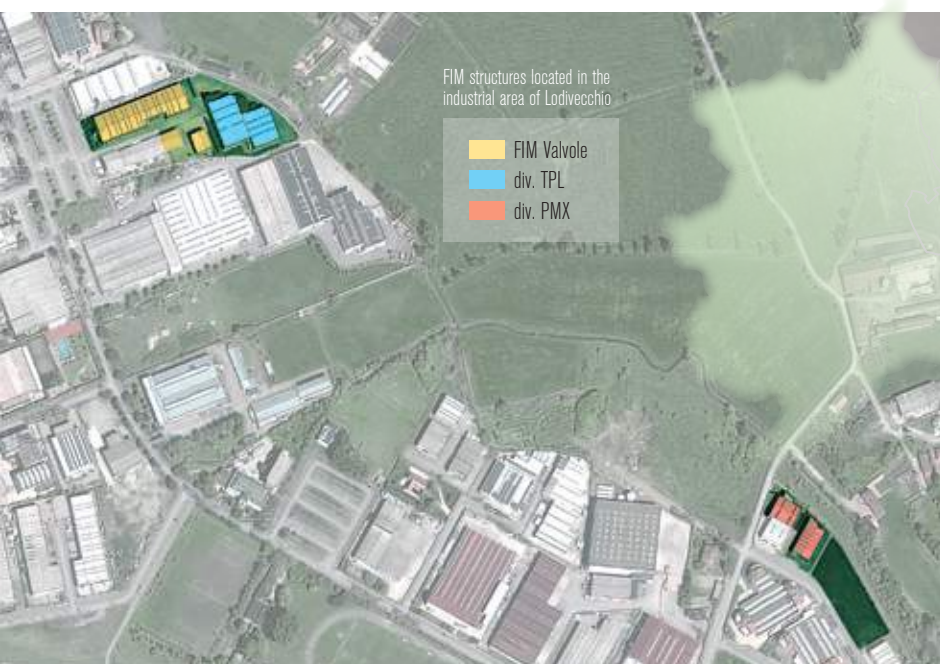 FIM structures located in the
industrial area of Lodivecchio
FIM Valvole
div. TPL
div. PMX